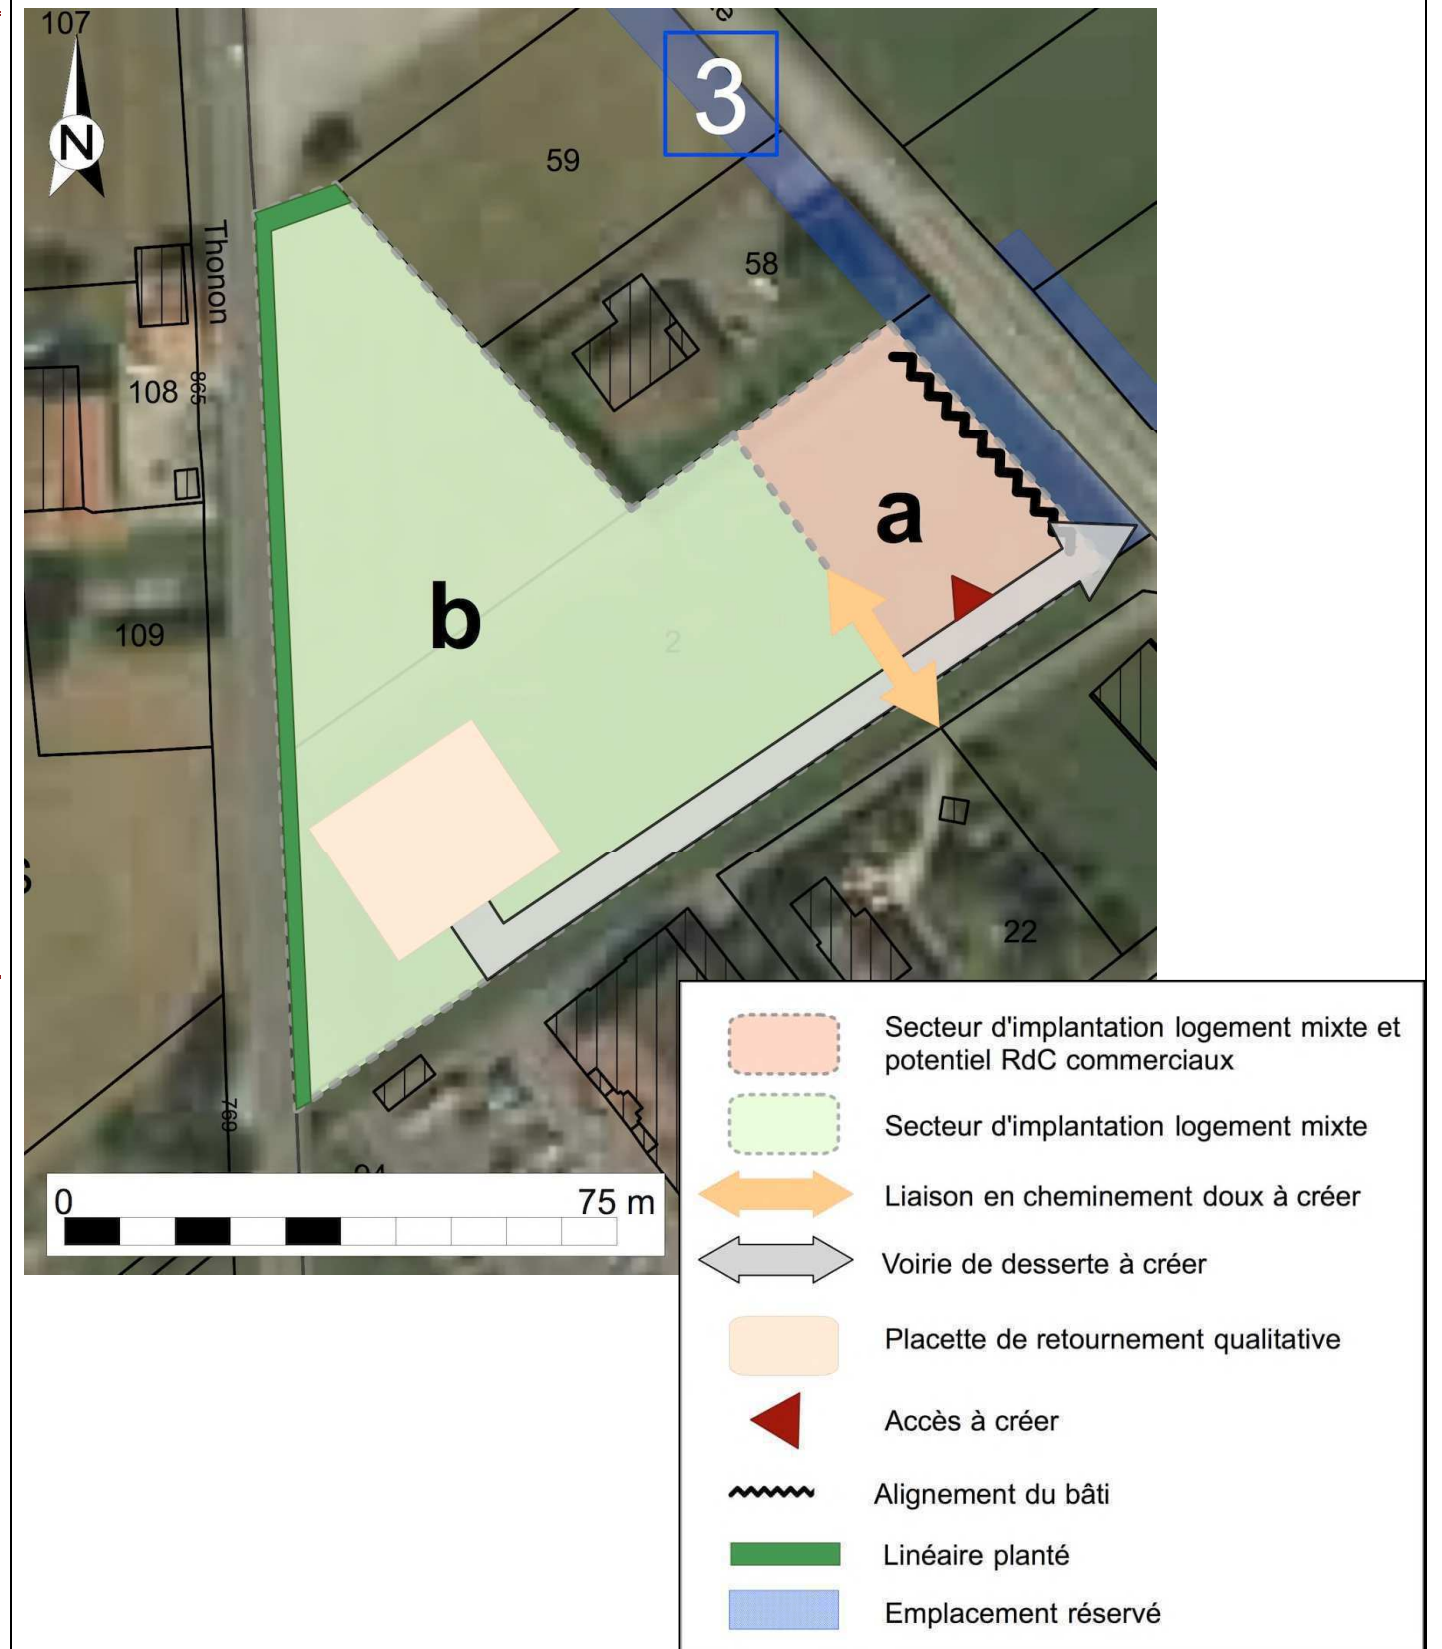 107
3
59
Thonon
58
865
108
a
b
2
109
22
760
0
75 m
Secteur d'implantation logement mixte et
potentiel RdC commerciaux
Secteur d'implantation logement mixte
Liaison en cheminement doux à créer
Voirie de desserte à créer
Placette de retournement qualitative
Accès à créer
Alignement du bâti
Linéaire planté
Emplacement réservé
N